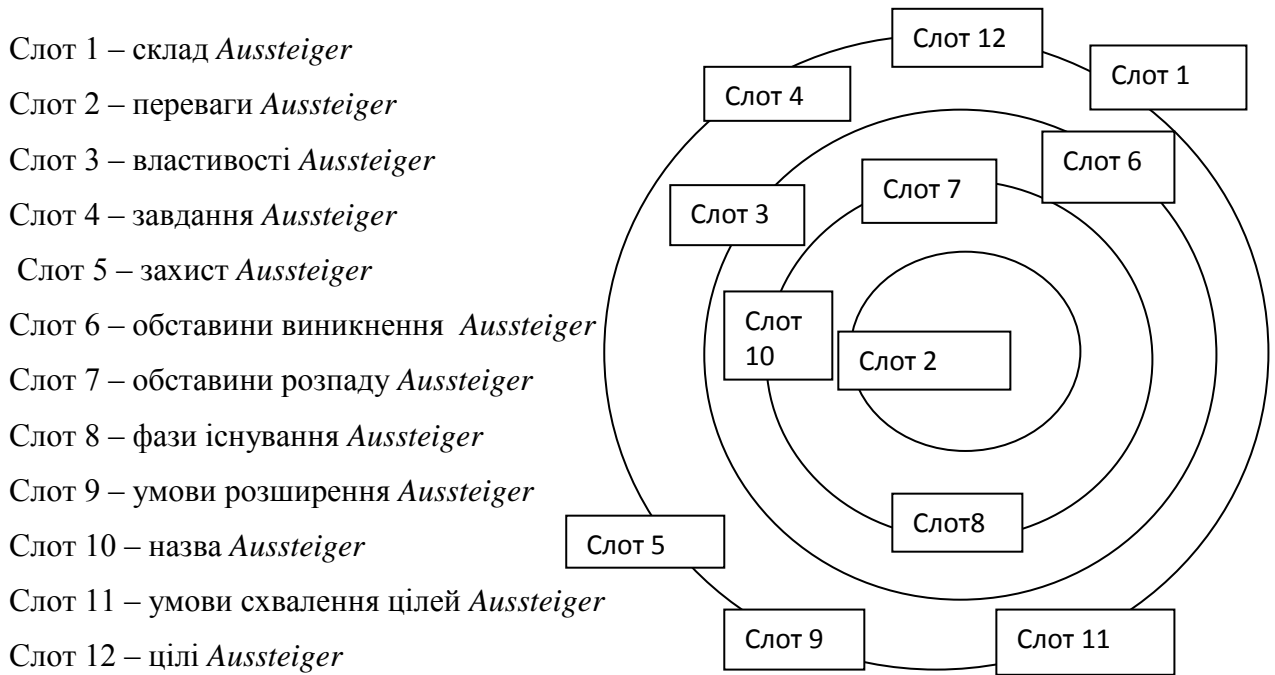 Слот 1 – склад Aussteiger
Слот 2 – переваги Aussteiger
Слот 3 – властивості Aussteiger
Слот 4 – завдання Aussteiger
Слот 5 – захист Aussteiger
Слот 6 – обставини виникнення Aussteiger
Слот 7 – обставини розпаду Aussteiger
Слот 8 – фази існування Aussteiger
Слот 9 – умови розширення Aussteiger
Слот 10 – назва Aussteiger
Слот 11 – умови схвалення цілей Aussteiger
Слот 12 – цілі Aussteiger
Слот 12
Слот 1
Слот 4
Слот 6
Слот 7
Слот 3
Слот
10
Слот 2
Слот8
Слот 5
Слот 9
Слот 11